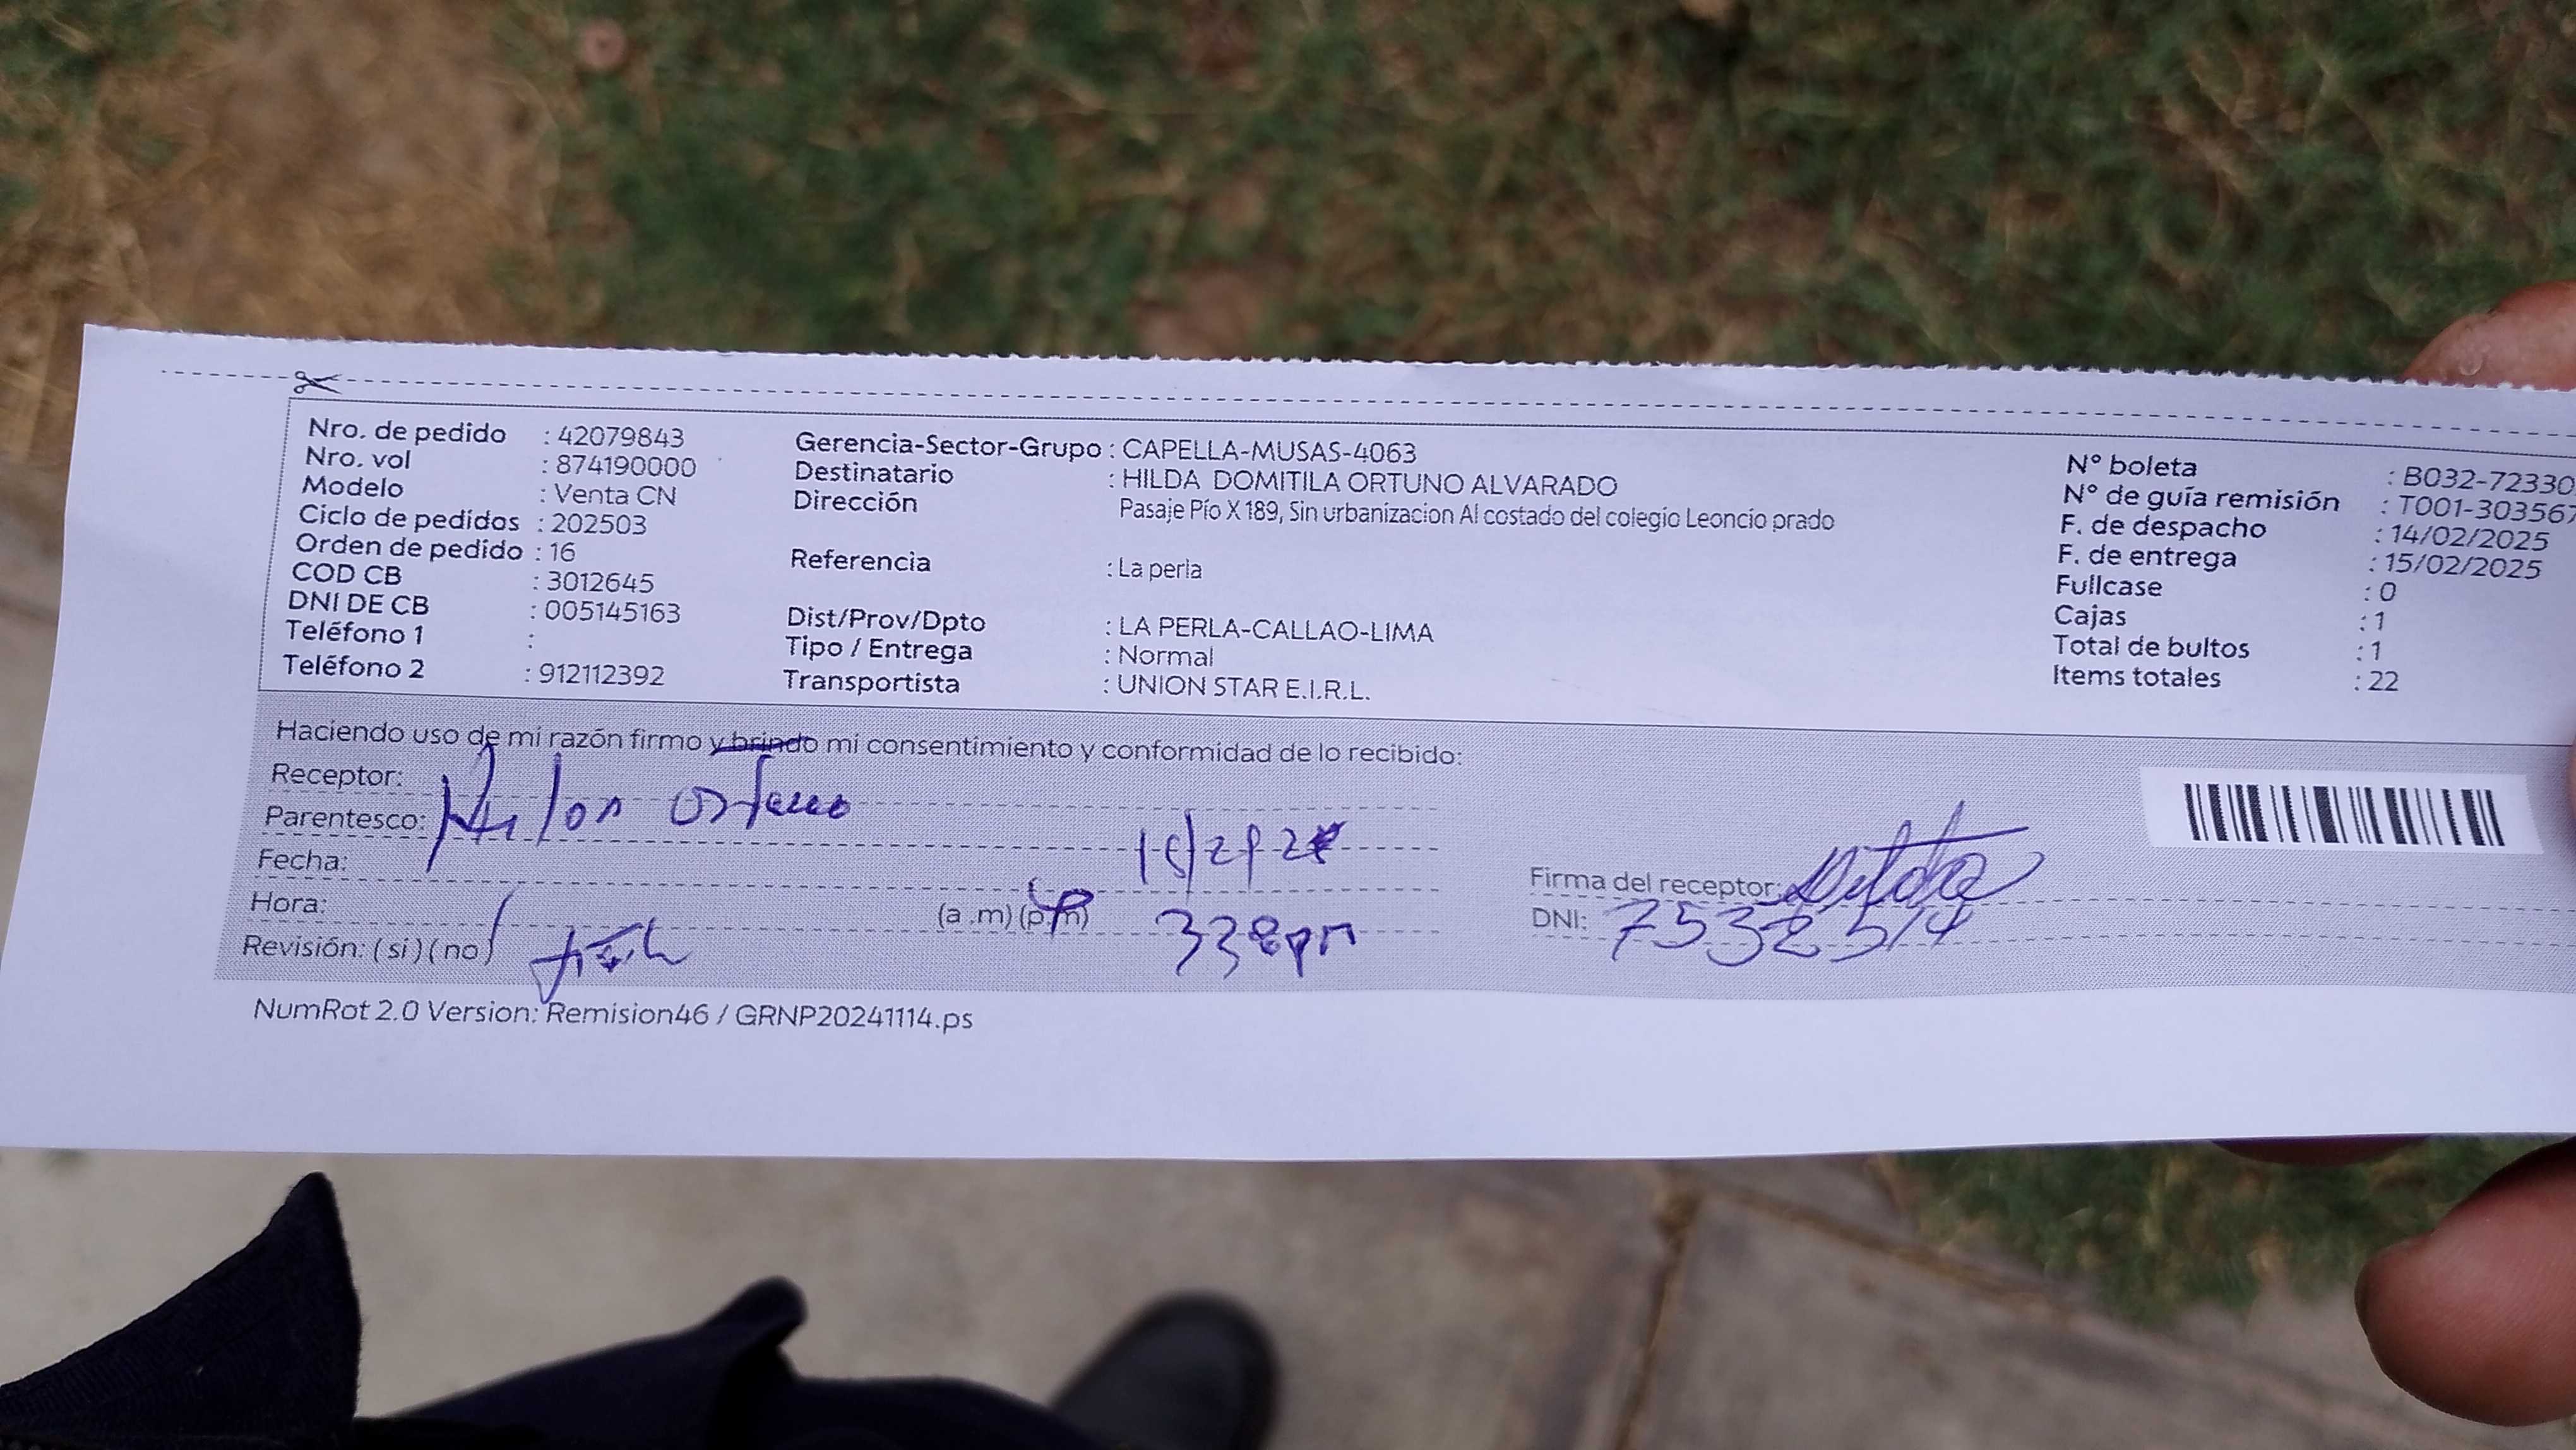 Nro. de pedido : 42079843
Nro. vol : 874190000
Modelo : Venta CN
Ciclo de pedidos : 202503
Orden de pedido : 16
COD CB : 3012645
DNI DE CB : 005145163
Teléfono 1 :
Teléfono 2 : 912112392
Gerencia-Sector-Grupo : CAPELLA-MUSAS-4063
Destinatario : HILDA DOMITILA ORTUNO ALVARADO
Dirección Pasaje Pío X 189, Sin urbanizacion Al costado del colegio Leoncio prado
Referencia : La perla
Dist/Prov/Dpto : LA PERLA-CALLAO-LIMA
Tipo / Entrega : Normal
Transportista : UNION STAR E.I.R.L.
N° boleta : B032-72330
N° de guía remisión : T001-303567
F. de despacho : 14/02/2025
F. de entrega : 15/02/2025
Fullcase : 0
Cajas : 1
Total de bultos : 1
Items totales : 22
Haciendo uso de mi razón firmo y brindo mi consentimiento y conformidad de lo recibido:
Receptor:
Parentesco:
Fecha:
Hora: (a .m) (p.m) 338pm
Revisión: ( si ) ( no )
Firma del receptor:
DNI:
NumRot 2.0 Version: Remision46 / GRNP20241114.ps